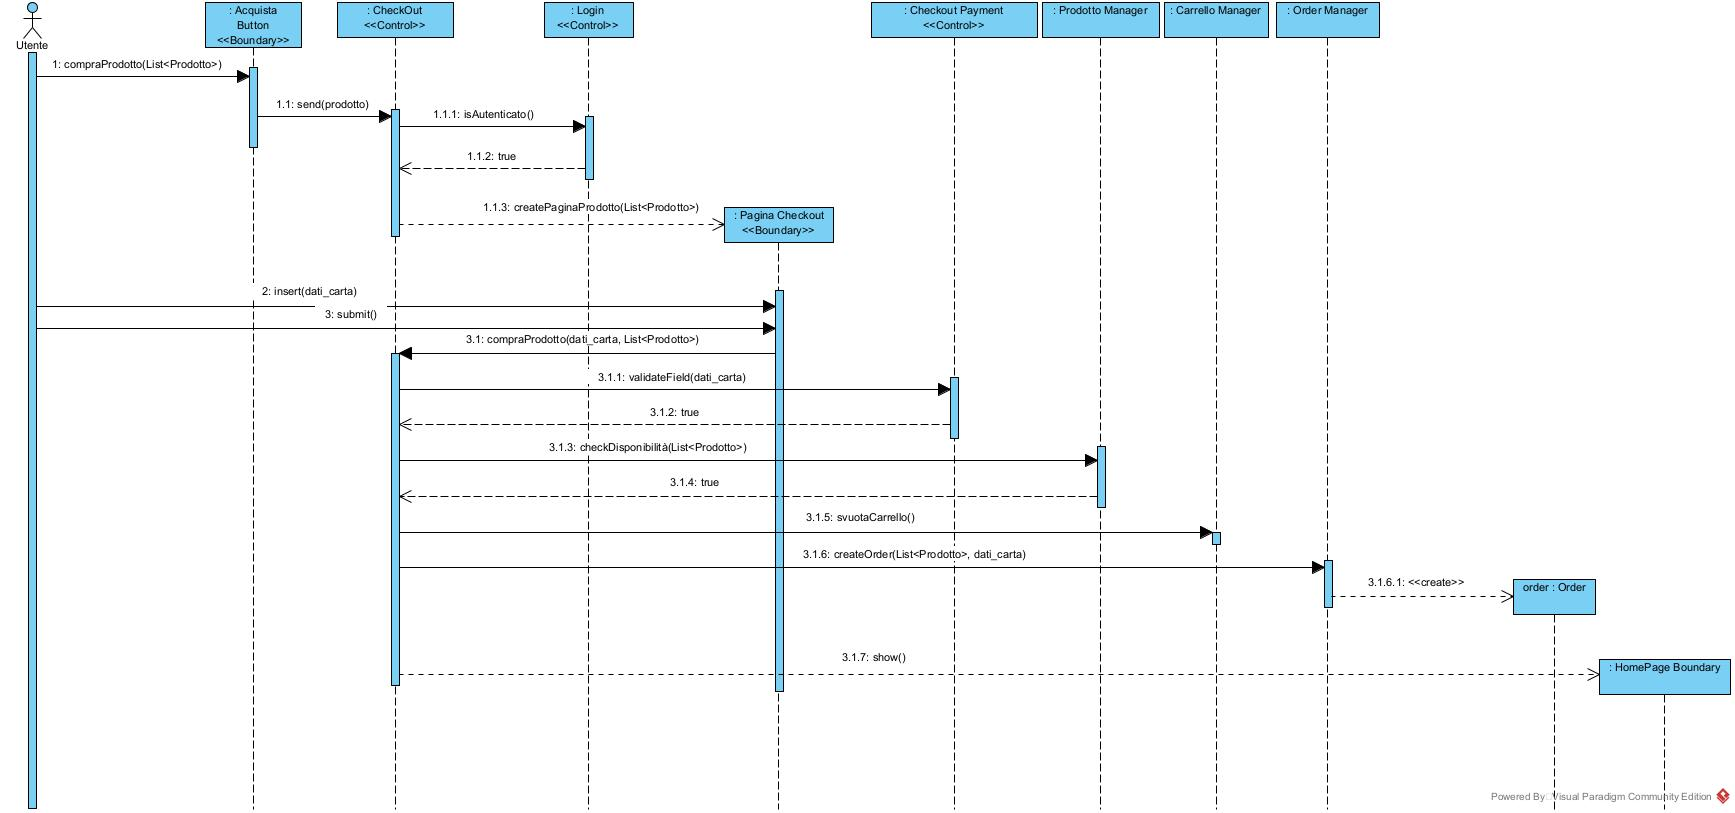 Utente
: Acquista
Button
<<Boundary>>
: CheckOut
<<Control>>
: Login
<<Control>>
: Checkout Payment
<<Control>>
: Prodotto Manager
: Carrello Manager
: Order Manager
1: compraProdotto(List<Prodotto>)
1.1: send(prodotto)
1.1.1: isAutenticato()
1.1.2: true
1.1.3: createPaginaProdotto(List<Prodotto>)
: Pagina Checkout
<<Boundary>>
2: insert(dati_carta)
3: submit()
3.1: compraProdotto(dati_carta, List<Prodotto>)
3.1.1: validateField(dati_carta)
3.1.2: true
3.1.3: checkDisponibilità(List<Prodotto>)
3.1.4: true
3.1.5: svuotaCarrello()
3.1.6: createOrder(List<Prodotto>, dati_carta)
3.1.6.1: <<create>>
order : Order
3.1.7: show()
: HomePage Boundary
Powered By Visual Paradigm Community Edition